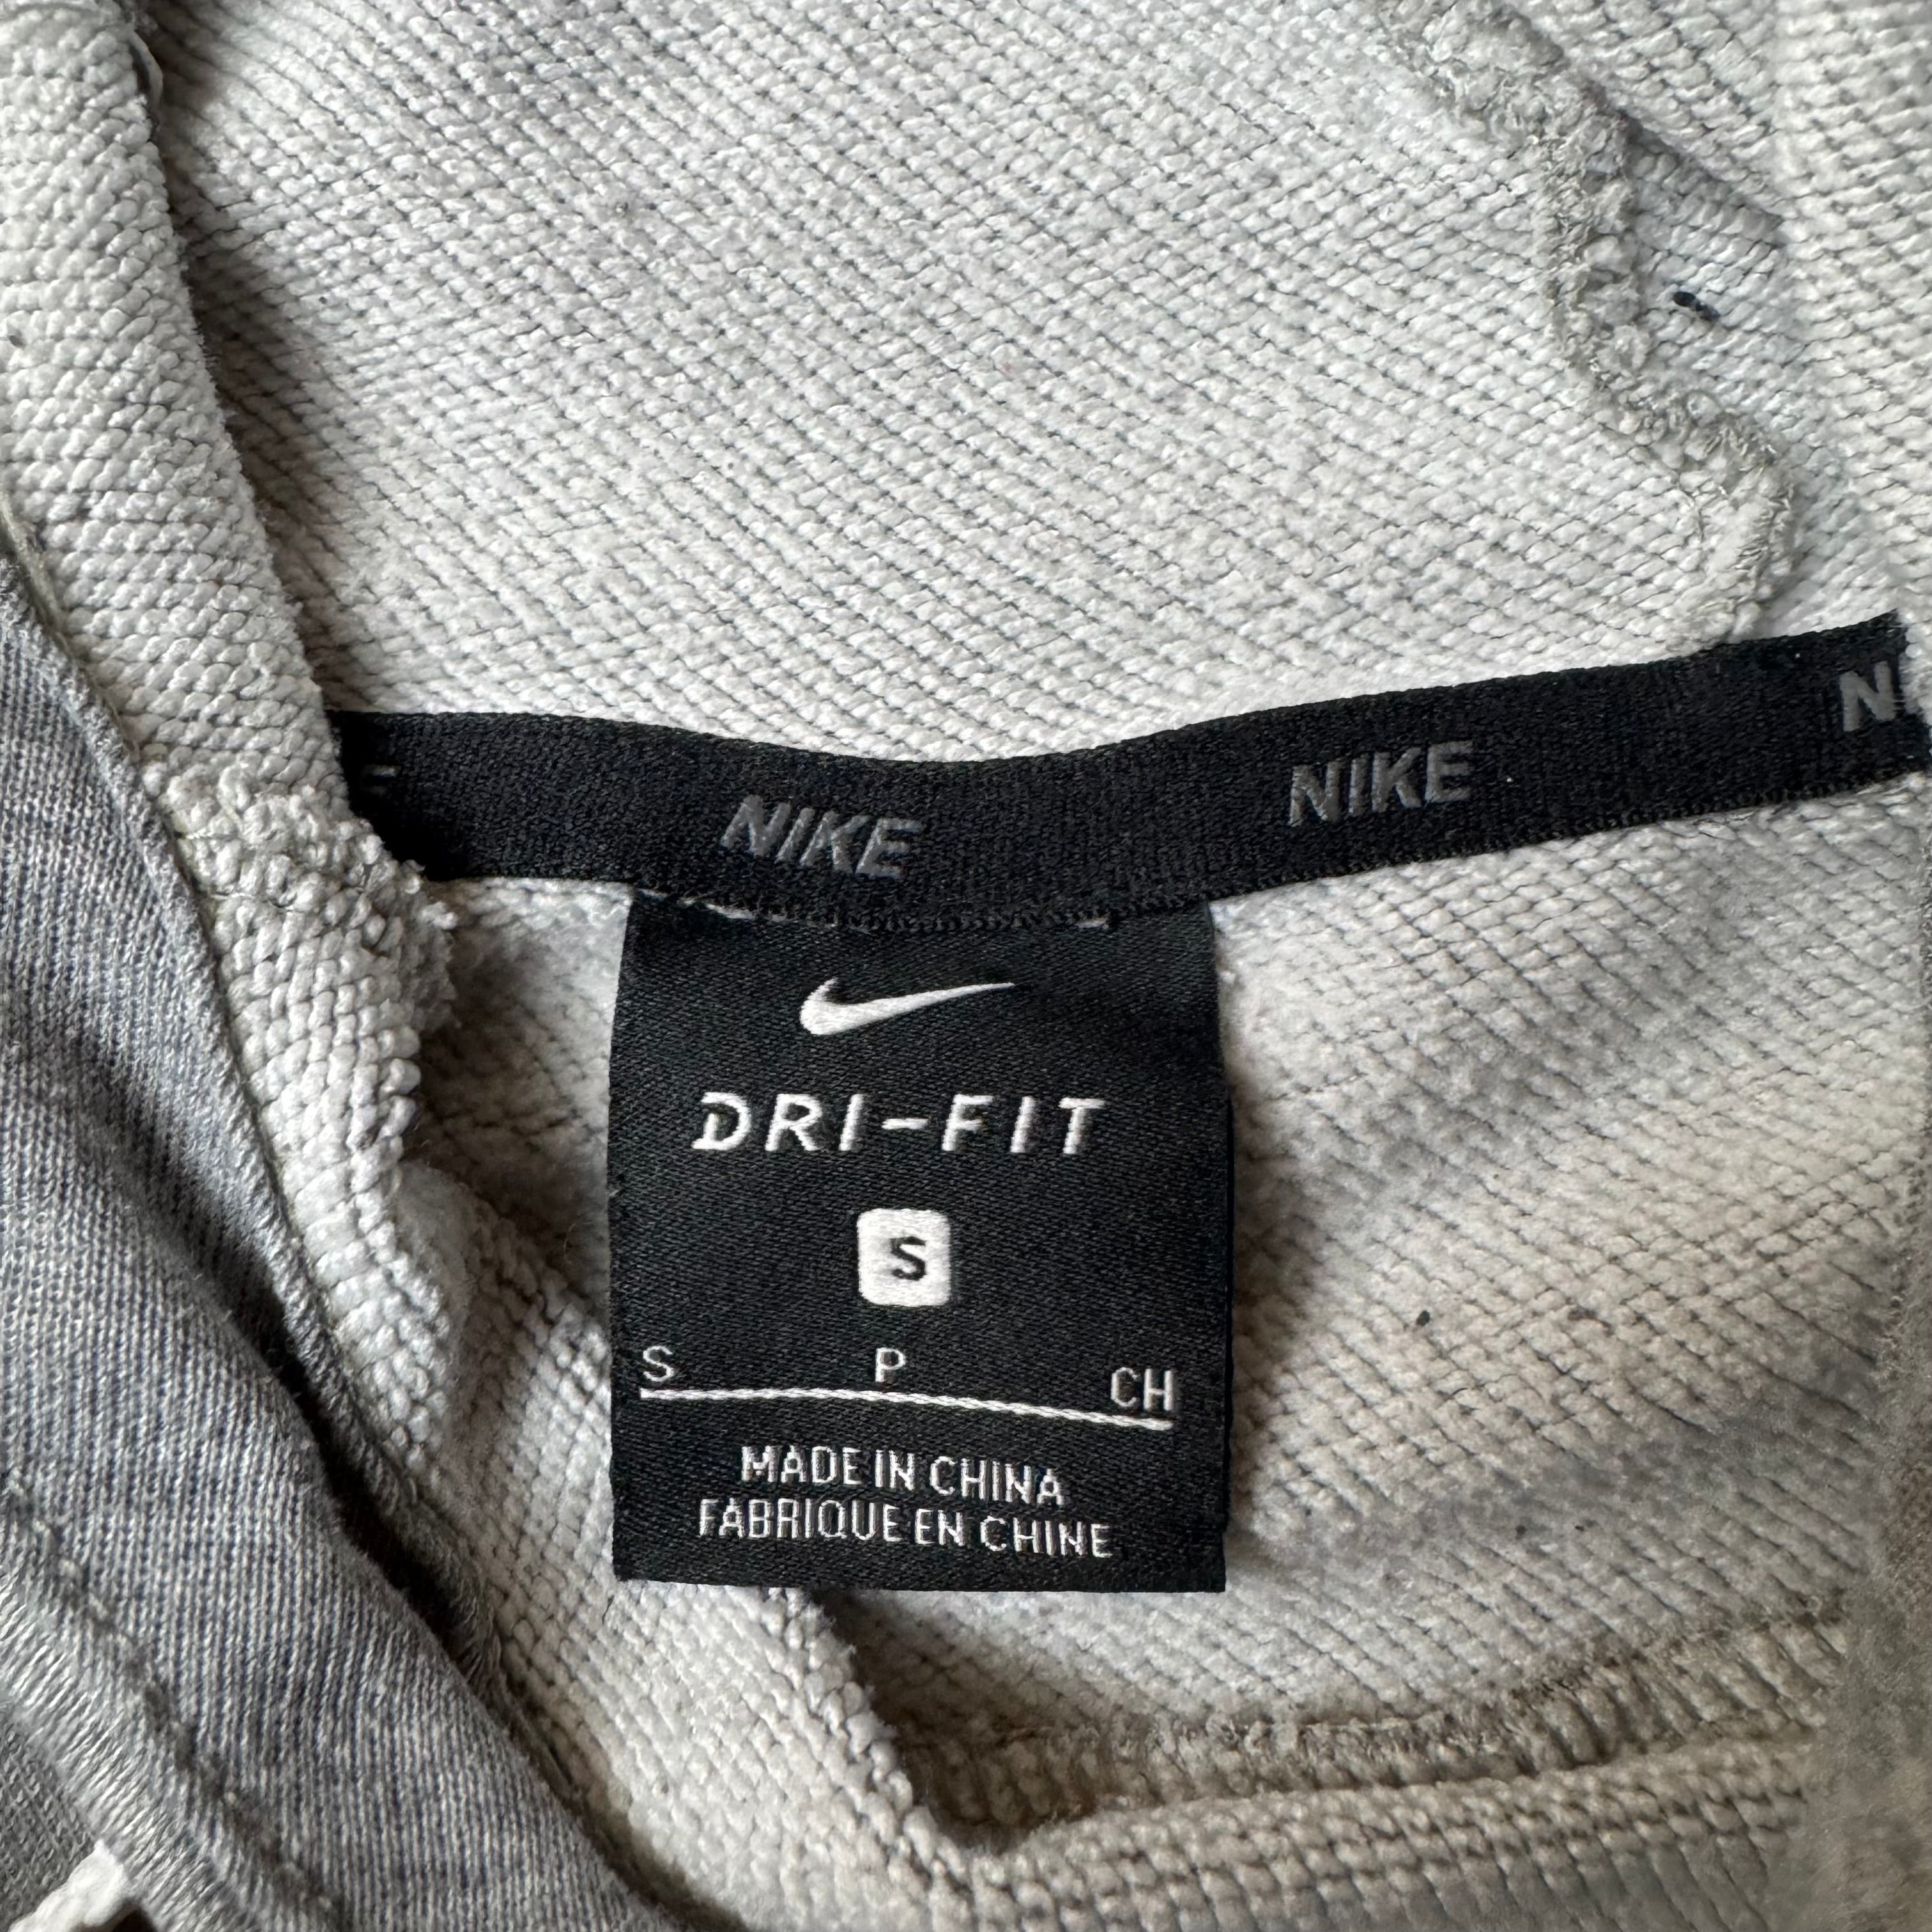 NIKE NIKE
DRI-FIT
S
S P CH
MADE IN CHINA
FABRIQUE EN CHINE